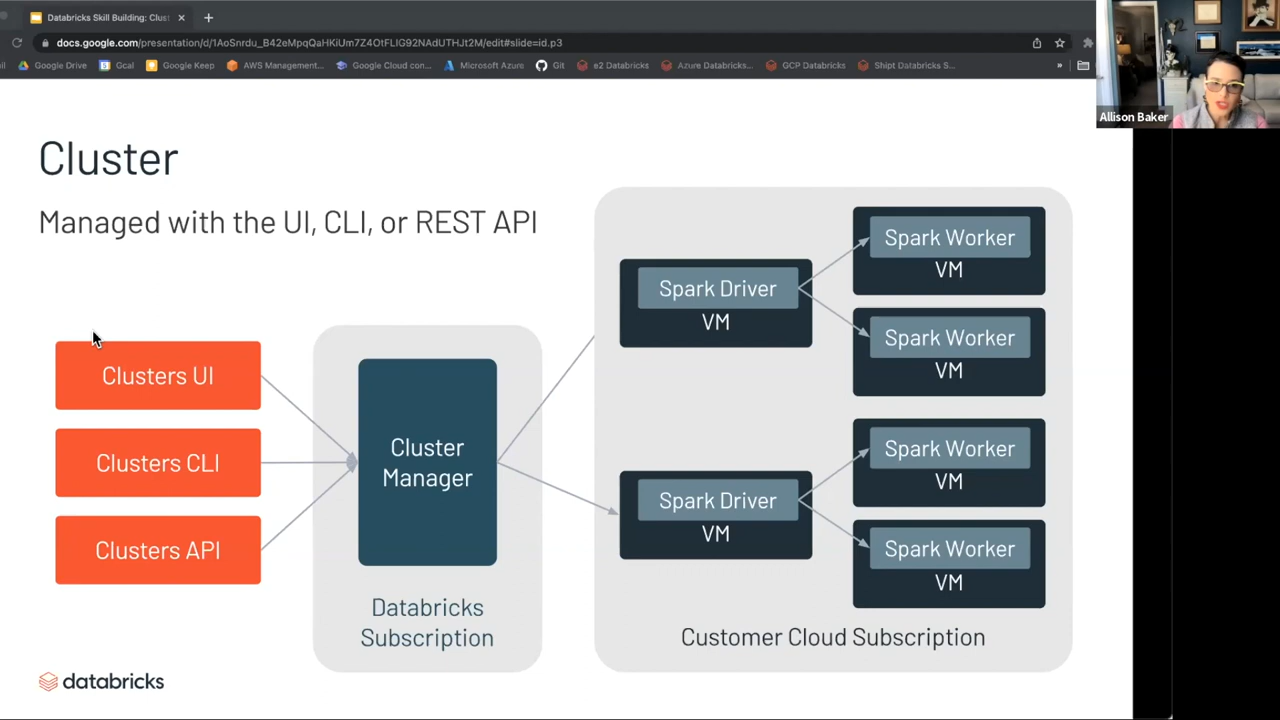 Databricks Skill Building: Clus
docs.google.com/presentation/d/1AoSnrdu_B42eMpqQaHKiUm7Z4OtFLIG92NAdUTHJt2M/edit#slide=id.p3
Google Drive
Gcal
Google Keep
AWS Management...
Google Cloud con...
Microsoft Azure
Git
e2 Databricks
Azure Databricks...
GCP Databricks
Shipt Databricks S...
»
Allison Baker
Cluster
Managed with the UI, CLI, or REST API
Clusters UI
Clusters CLI
Clusters API
Cluster
Manager
Databricks
Subscription
Spark Driver
VM
Spark Worker
VM
Spark Worker
VM
Spark Driver
VM
Spark Worker
VM
Spark Worker
VM
Customer Cloud Subscription
databricks